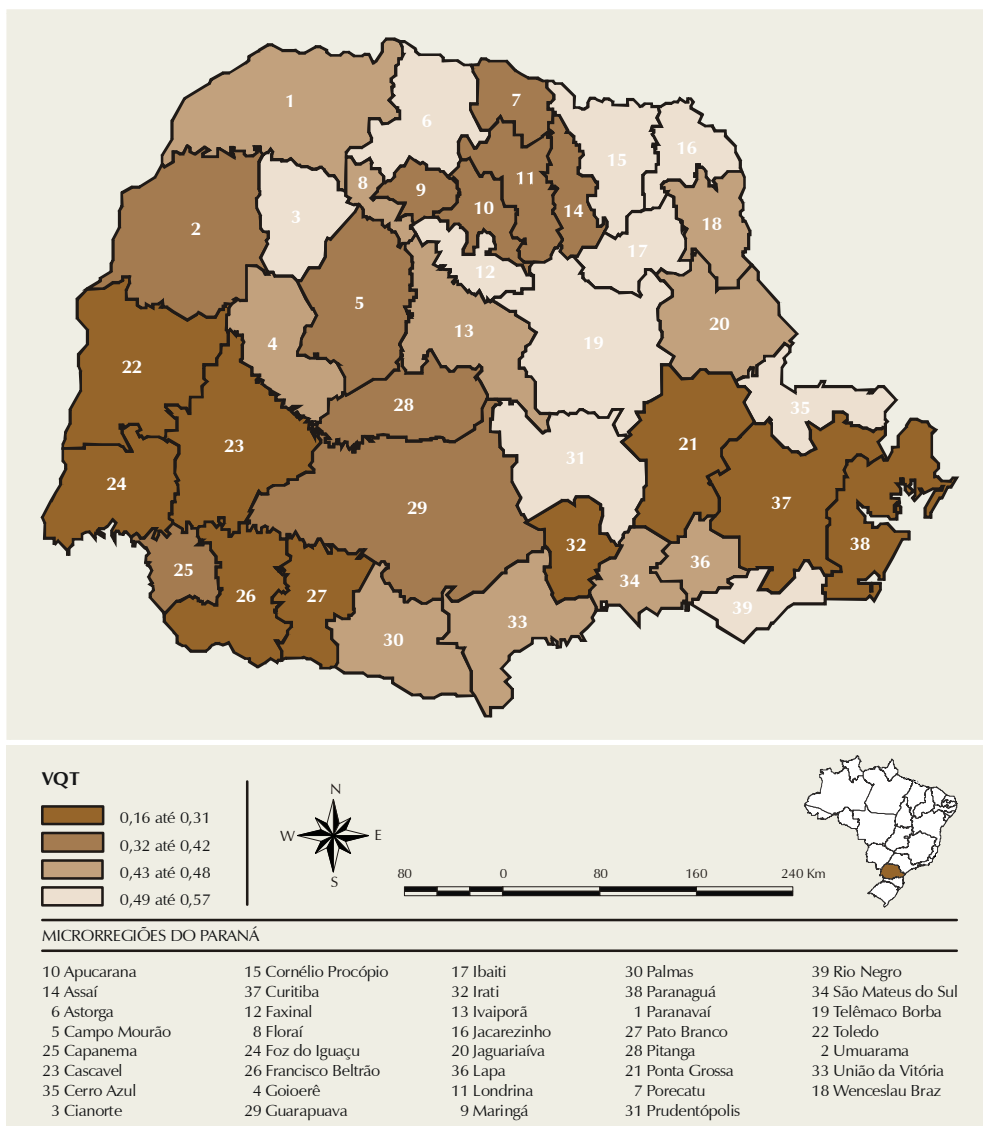 1
6
7
15
16
8
9
11
10
14
3
2
18
17
12
5
13
20
4
19
22
28
35
23
21
31
24
29
37
32
38
25
36
34
26
27
39
33
30
VQT
0,16 até 0,31
0,32 até 0,42
0,43 até 0,48
0,49 até 0,57
N
W E
S
80 0 80 160 240 Km
MICRORREGIÕES DO PARANÁ
10 Apucarana
14 Assaí
6 Astorga
5 Campo Mourão
25 Capanema
23 Cascavel
35 Cerro Azul
3 Cianorte
15 Cornélio Procópio
37 Curitiba
12 Faxinal
8 Floraí
24 Foz do Iguaçu
26 Francisco Beltrão
4 Goioerê
29 Guarapuava
17 Ibaiti
32 Irati
13 Ivaiporã
16 Jacarezinho
20 Jaguariaíva
36 Lapa
11 Londrina
9 Maringá
30 Palmas
38 Paranaguá
1 Paranavaí
27 Pato Branco
28 Pitanga
21 Ponta Grossa
7 Porecatu
31 Prudentópolis
39 Rio Negro
34 São Mateus do Sul
19 Telêmaco Borba
22 Toledo
2 Umuarama
33 União da Vitória
18 Wenceslau Braz